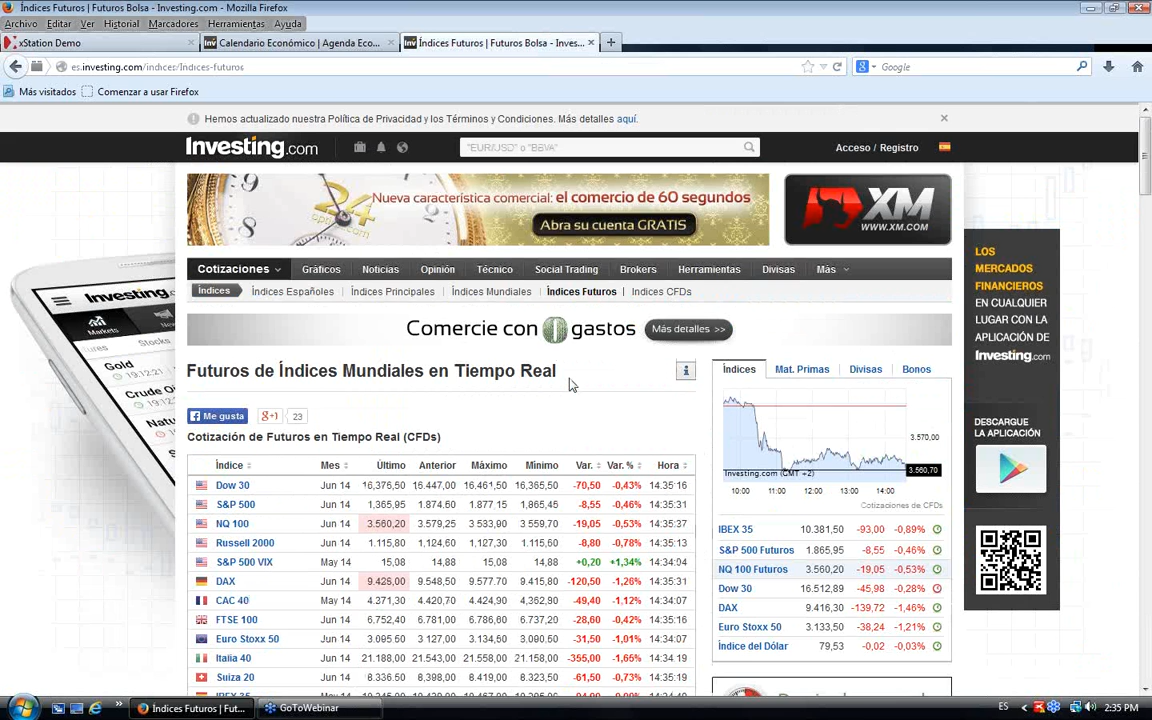 Índices Futuros | Futuros Bolsa - Investing.com - Mozilla Firefox
Archivo Editar Ver Historial Marcadores Herramientas Ayuda
xStation Demo × Calendario Económico | Agenda Eco... × Índices Futuros | Futuros Bolsa - Inves... × +
es.investing.com/indices/Indices-futuros Google
Más visitados Comenzar a usar Firefox
Hemos actualizado nuestra Política de Privacidad y los Términos y Condiciones. Más detalles aquí.
Investing.com "EUR/USD" o "BBVA" Acceso / Registro
24 Nueva característica comercial: el comercio de 60 segundos
Abra su cuenta GRATIS
XM
WWW.XM.COM
Cotizaciones Gráficos Noticias Opinión Técnico Social Trading Brokers Herramientas Divisas Más
Índices Índices Españoles | Índices Principales | Índices Mundiales | Índices Futuros | Indices CFDs
Comercie con 0 gastos Más detalles >>
Futuros de Índices Mundiales en Tiempo Real
Me gusta g+1 23
Cotización de Futuros en Tiempo Real (CFDs)
Índice Mes Último Anterior Máximo Mínimo Var. Var. % Hora
Dow 30 Jun 14 16,376,50 16.447,00 16,461,50 16,365,50 -70,50 -0,43% 14:35:16
S&P 500 Jun 14 1,865,95 1,874.60 1.877 15 1,865,45 -8,55 -0,46% 14:35:31
NQ 100 Jun 14 3.560,20 3.579,25 3 533,90 3 559,70 -19,05 -0,53% 14:35:37
Russell 2000 Jun 14 1,115,80 1,124,60 1,127,30 1,115,60 -8,80 -0,78% 14:35:13
S&P 500 VIX May 14 15,08 14,88 15,08 14,88 +0,20 +1,34% 14:34:04
DAX Jun 14 9.428,00 9,548,50 9.577.70 9.415,80 -120,50 -1,26% 14:35:31
CAC 40 May 14 4,371,30 4,420,70 4,424,90 4,362,90 -49,40 -1,12% 14:34:07
FTSE 100 Jun 14 6,752,40 6,781,00 6,786,60 6,737,20 -28,60 -0,42% 14:35:16
Euro Stoxx 50 Jun 14 3,095.50 3 127,00 3,134,50 3,090.50 -31,50 -1,01% 14:34:07
Italia 40 Jun 14 21.188,00 21,543,00 21,558,00 21,158,00 -355,00 -1,65% 14:34 19
Suiza 20 Jun 14 8,336.50 8,398,00 8,419,00 8,323,50 -61,50 -0,73% 14:35:19
Índices Mat. Primas Divisas Bonos
3.570,00
3.560,70
Investing.com (GMT +2)
10:00 11:00 12:00 13:00 14:00
Cotizaciones de CFDs
IBEX 35 10.381,50 -93,00 -0,89%
S&P 500 Futuros 1.865,95 -8,55 -0,46%
NQ 100 Futuros 3.560,20 -19,05 -0,53%
Dow 30 16.512,89 -45,98 -0,28%
DAX 9.416,30 -139,72 -1,46%
Euro Stoxx 50 3.133,50 -38,24 -1,21%
Índice del Dólar 79,53 -0,02 -0,03%
LOS
MERCADOS
FINANCIEROS
EN CUALQUIER
LUGAR CON LA
APLICACIÓN DE
Investing.com
DESCARGUE
LA APLICACIÓN
Investing.com
Markets
Stocks
Gold
19:12:21
Crude
Índices Futuros | Fut... GoToWebinar ES 2:35 PM